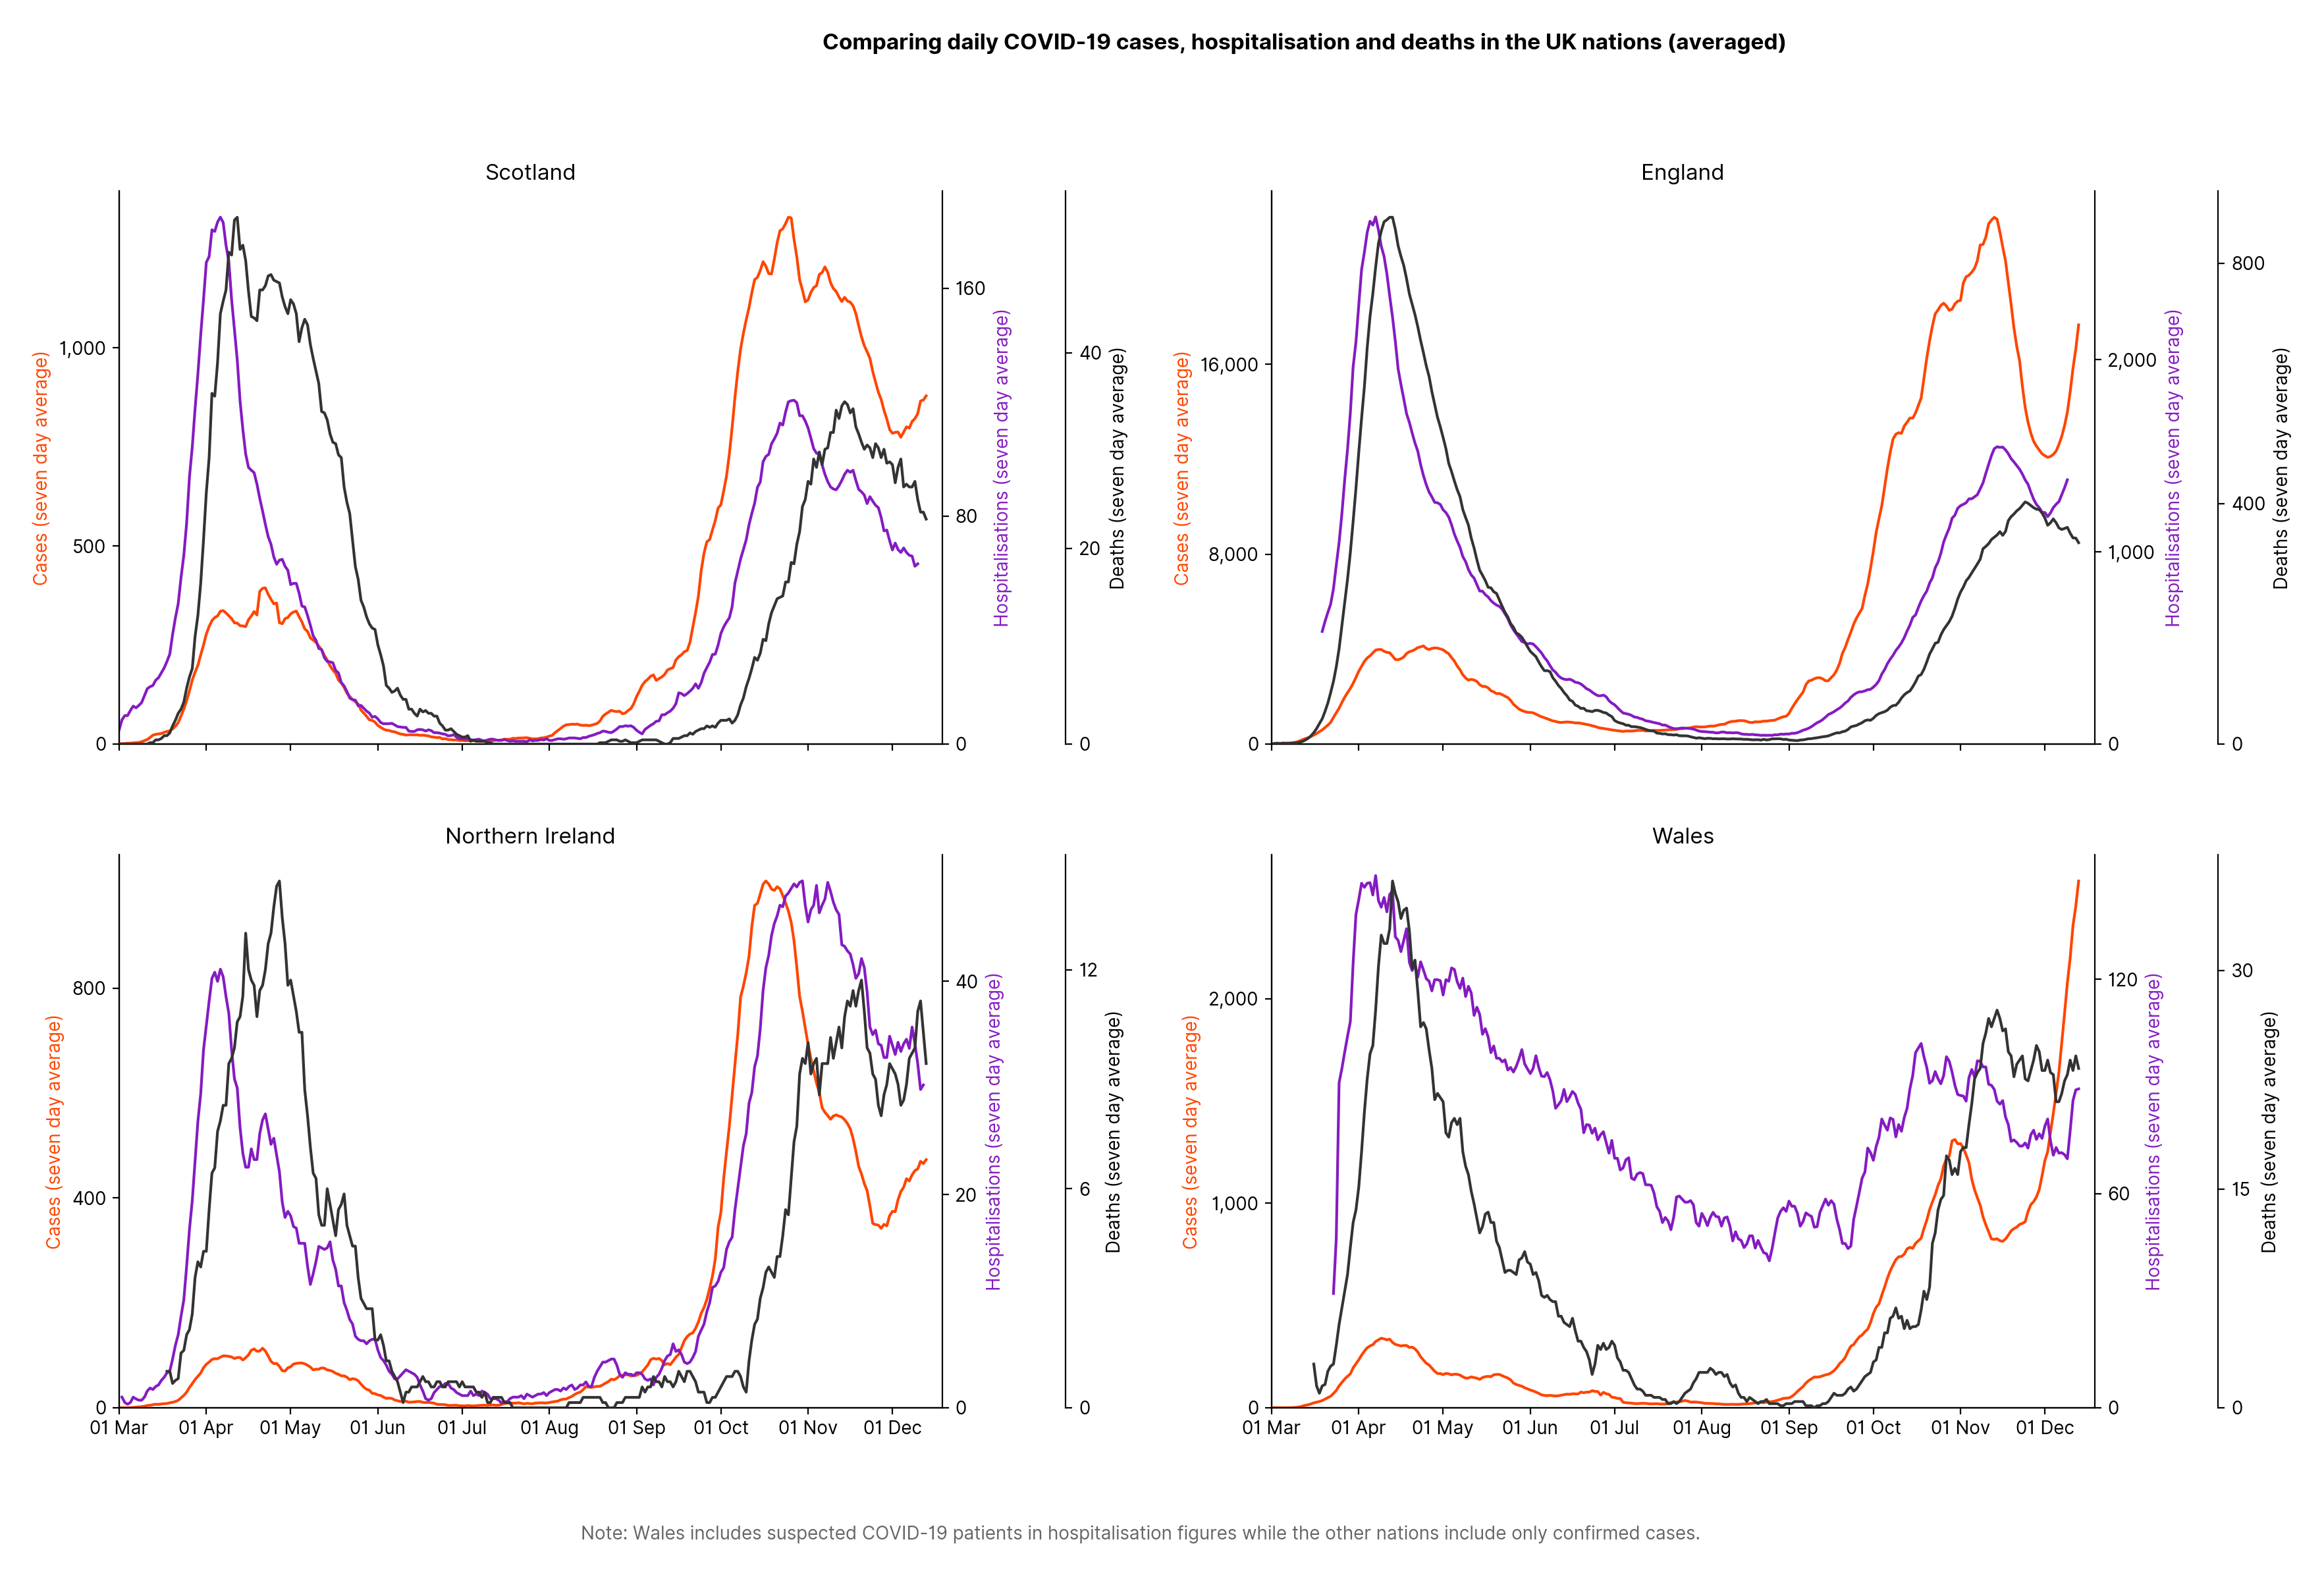 Comparing daily COVID-19 cases, hospitalisation and deaths in the UK nations (averaged)
Scotland
Cases (seven day average)
1,000
500
0
160
80
0
Hospitalisations (seven day average)
40
20
0
Deaths (seven day average)
England
Cases (seven day average)
16,000
8,000
0
2,000
1,000
0
Hospitalisations (seven day average)
800
400
0
Deaths (seven day average)
Northern Ireland
Cases (seven day average)
800
400
0
01 Mar 01 Apr 01 May 01 Jun 01 Jul 01 Aug 01 Sep 01 Oct 01 Nov 01 Dec
40
20
0
Hospitalisations (seven day average)
12
6
0
Deaths (seven day average)
Wales
Cases (seven day average)
2,000
1,000
0
01 Mar 01 Apr 01 May 01 Jun 01 Jul 01 Aug 01 Sep 01 Oct 01 Nov 01 Dec
120
60
0
Hospitalisations (seven day average)
30
15
0
Deaths (seven day average)
Note: Wales includes suspected COVID-19 patients in hospitalisation figures while the other nations include only confirmed cases.